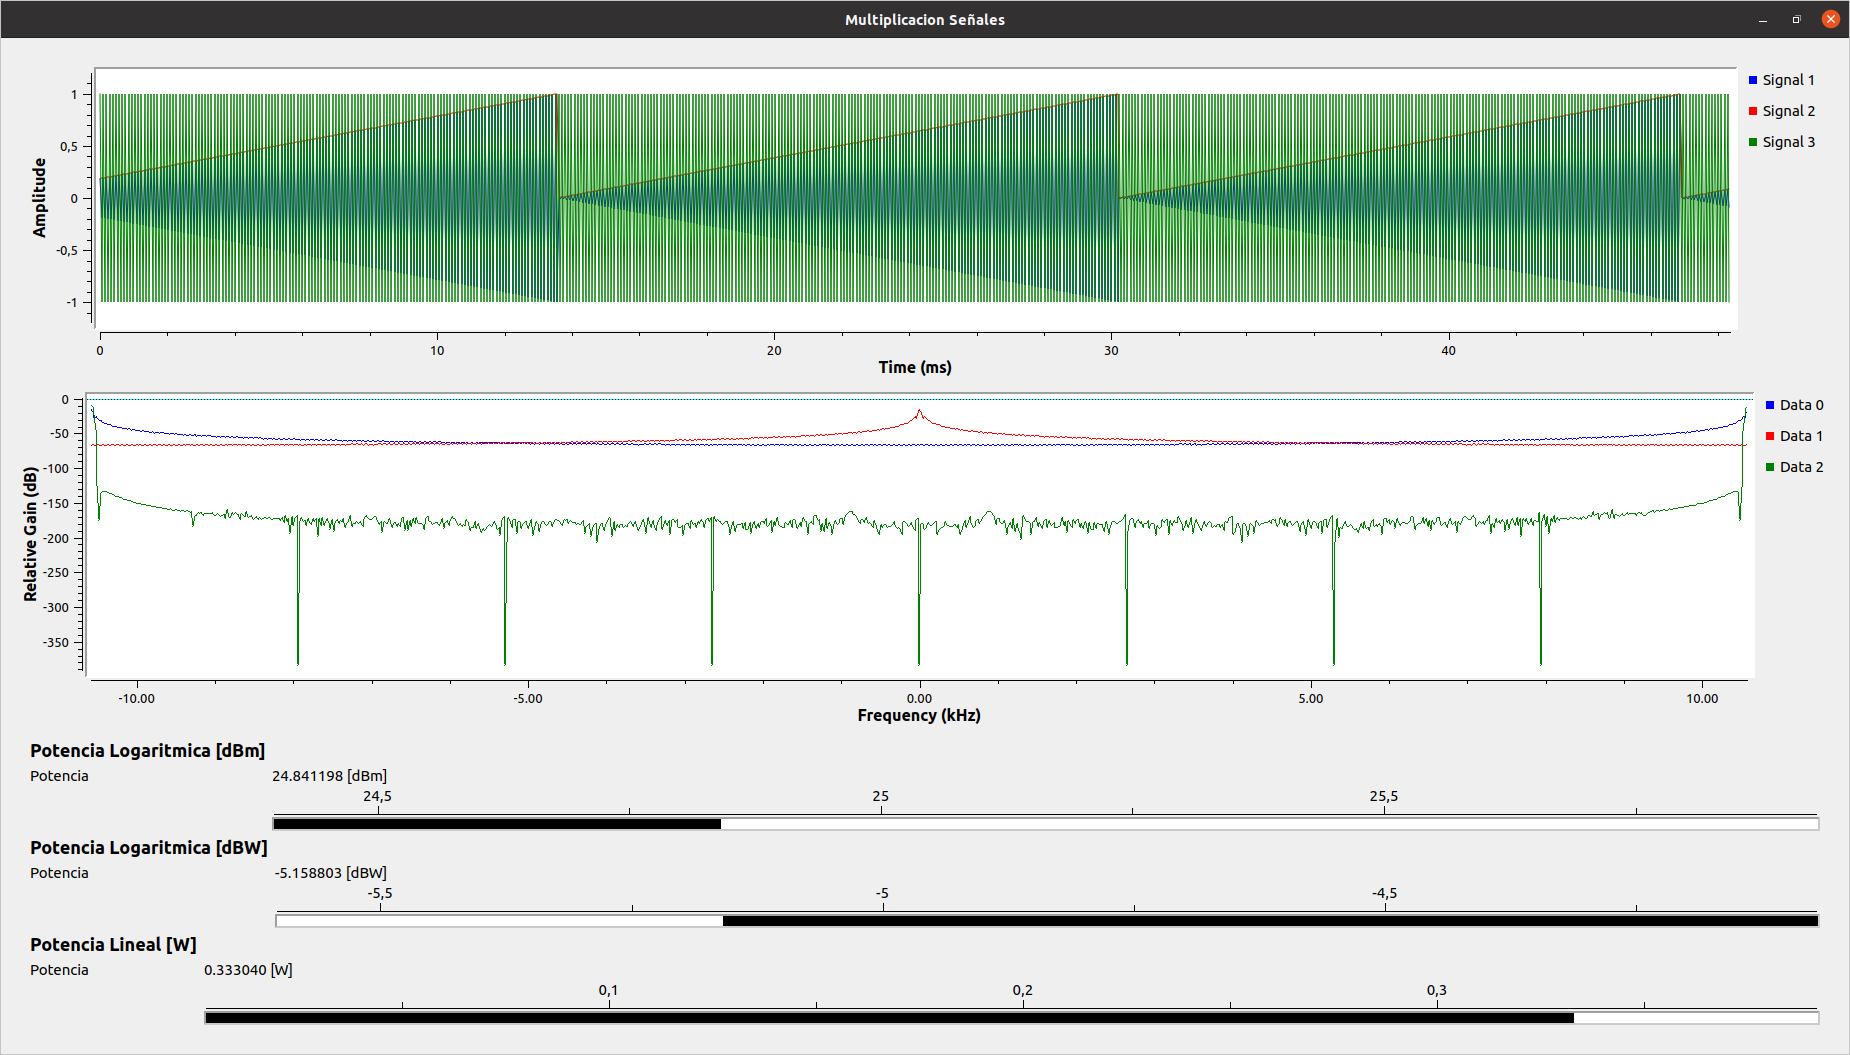 Multiplicacion Señales
Signal 1
Signal 2
Signal 3
Amplitude
1
0,5
0
-0,5
-1
0 10 20 30 40
Time (ms)
Data 0
Data 1
Data 2
Relative Gain (dB)
0
-50
-100
-150
-200
-250
-300
-350
-10.00 -5.00 0.00 5.00 10.00
Frequency (kHz)
Potencia Logaritmica [dBm]
Potencia 24.841198 [dBm]
24,5 25 25,5
Potencia Logaritmica [dBW]
Potencia -5.158803 [dBW]
-5,5 -5 -4,5
Potencia Lineal [W]
Potencia 0.333040 [W]
0,1 0,2 0,3